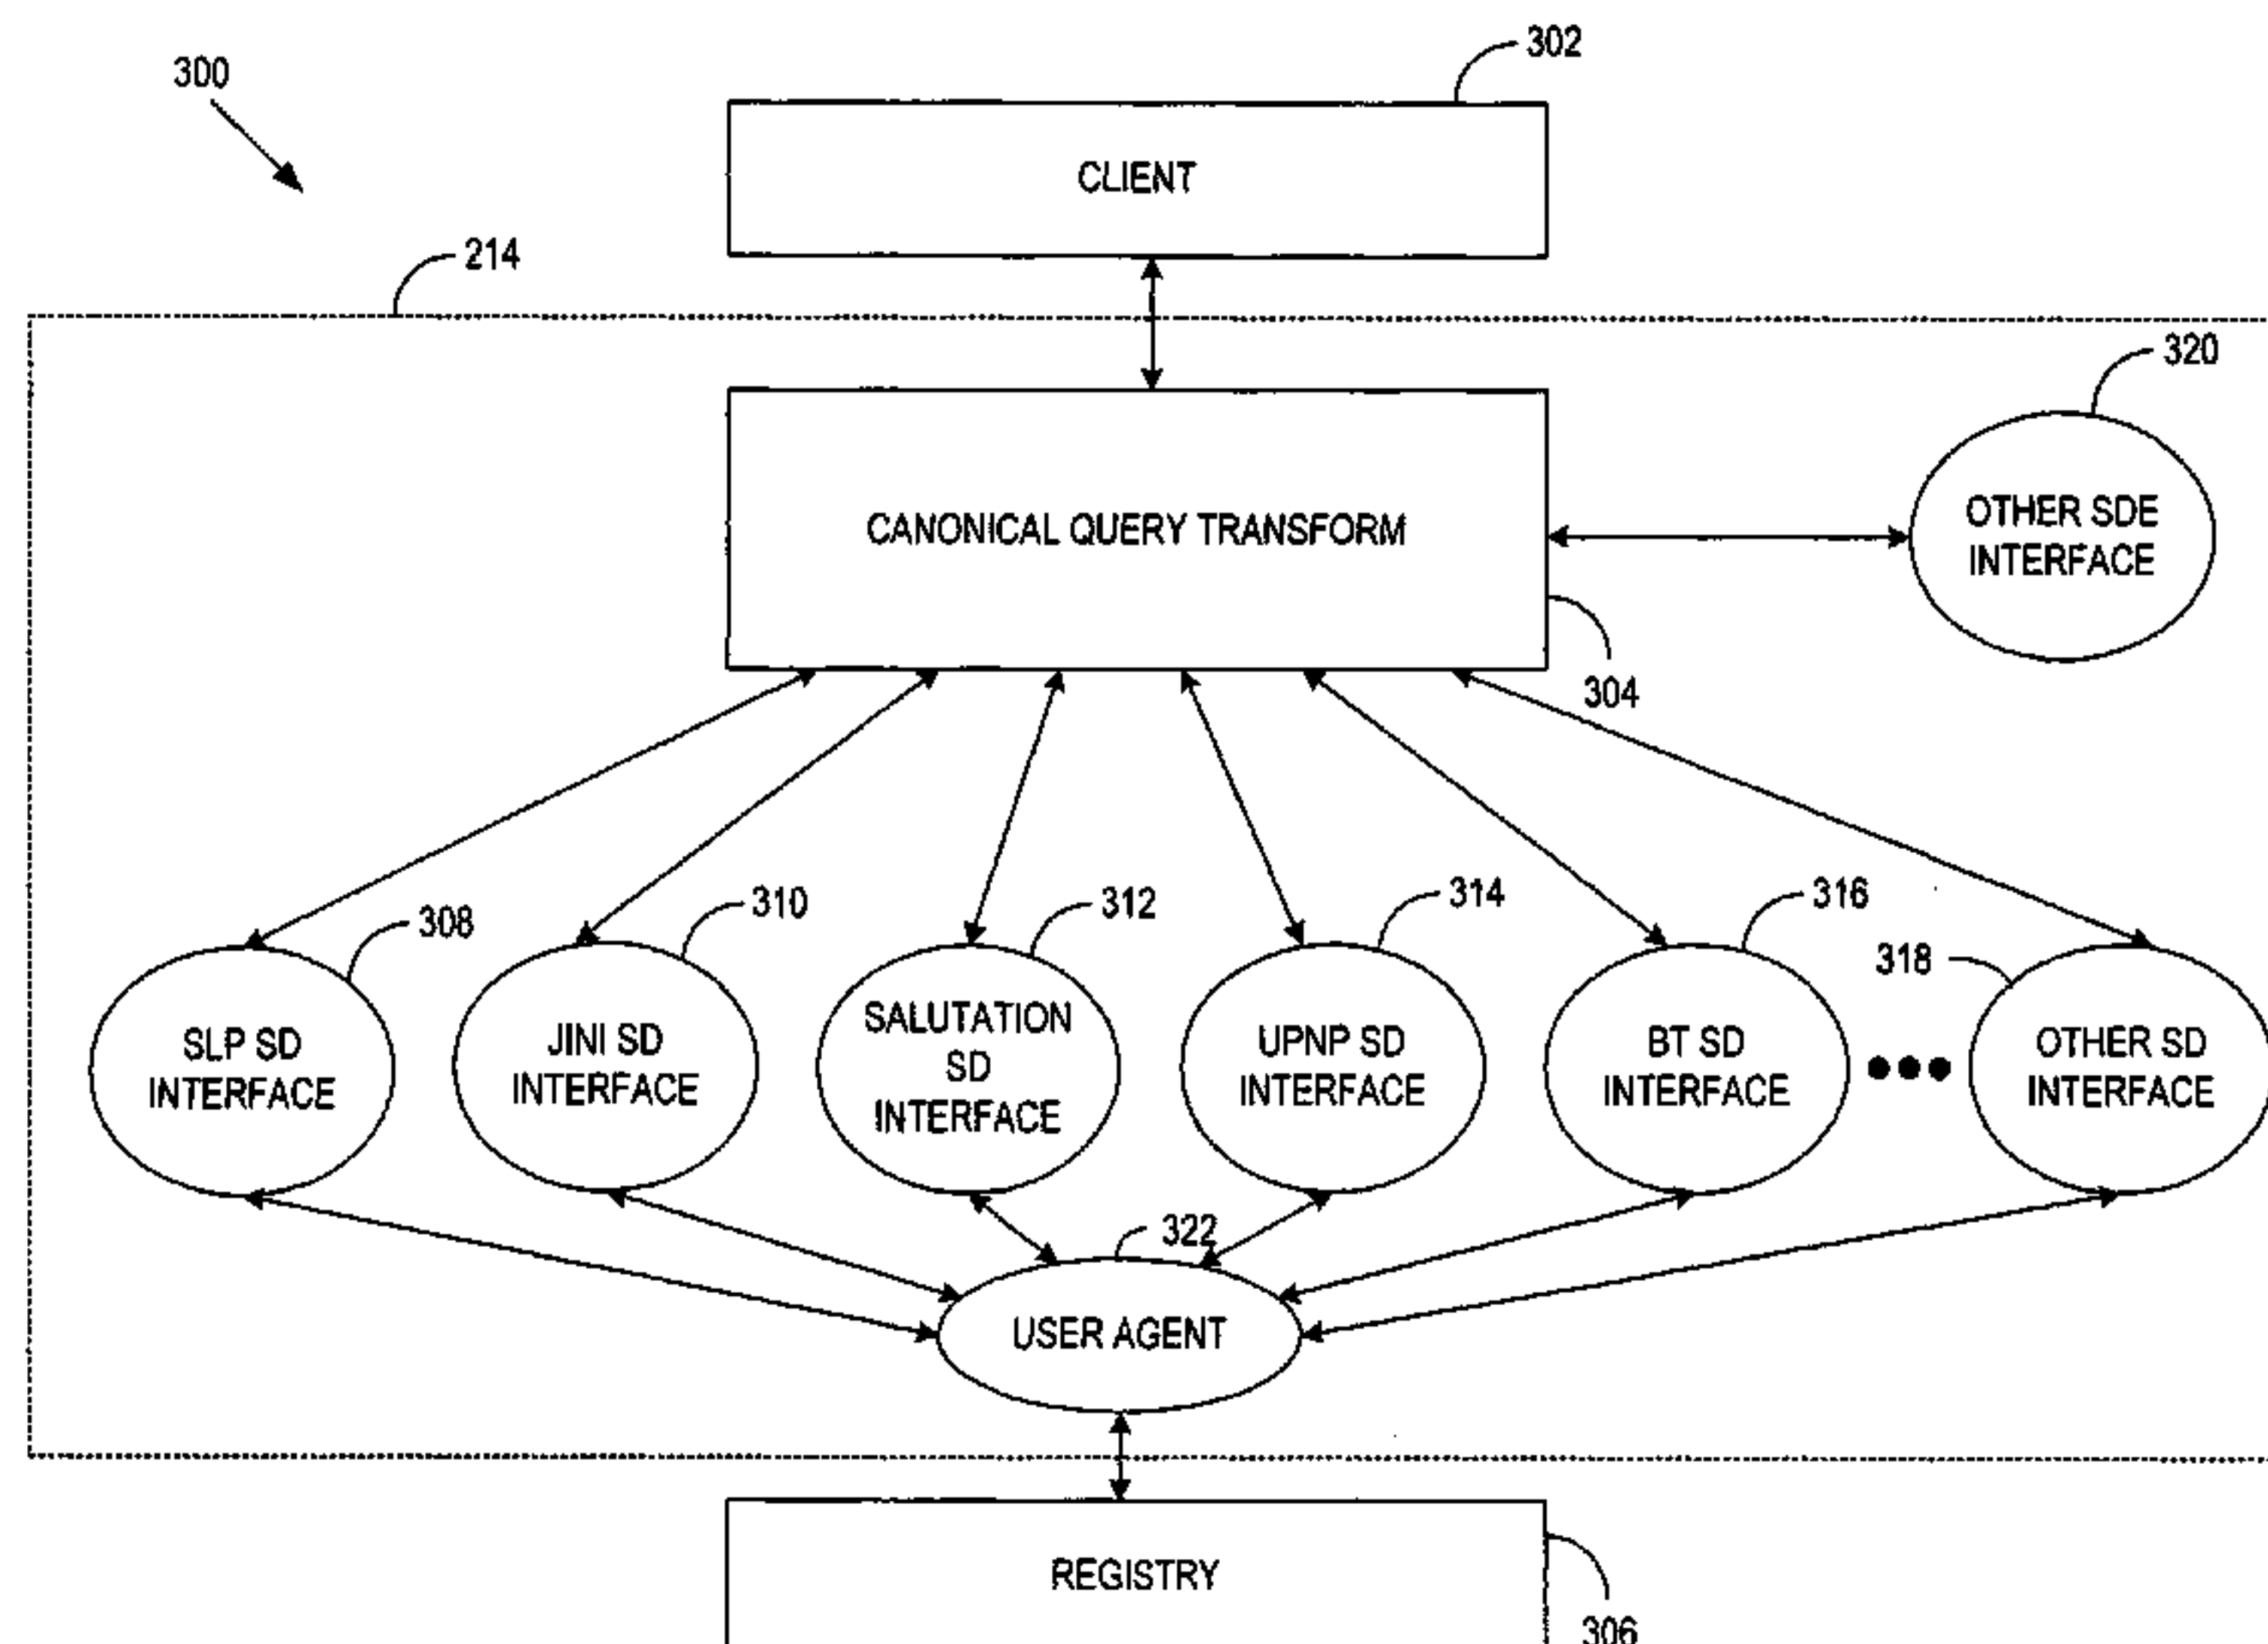 302
300
CLIENT
214
320
OTHER SDE
INTERFACE
CANONICAL QUERY TRANSFORM
304
308
310
312
314
316
318
SLP SD
INTERFACE
JINI SD
INTERFACE
SALUTATION
SD
INTERFACE
UPNP SD
INTERFACE
BT SD
INTERFACE
OTHER SD
INTERFACE
322
USER AGENT
REGISTRY
306